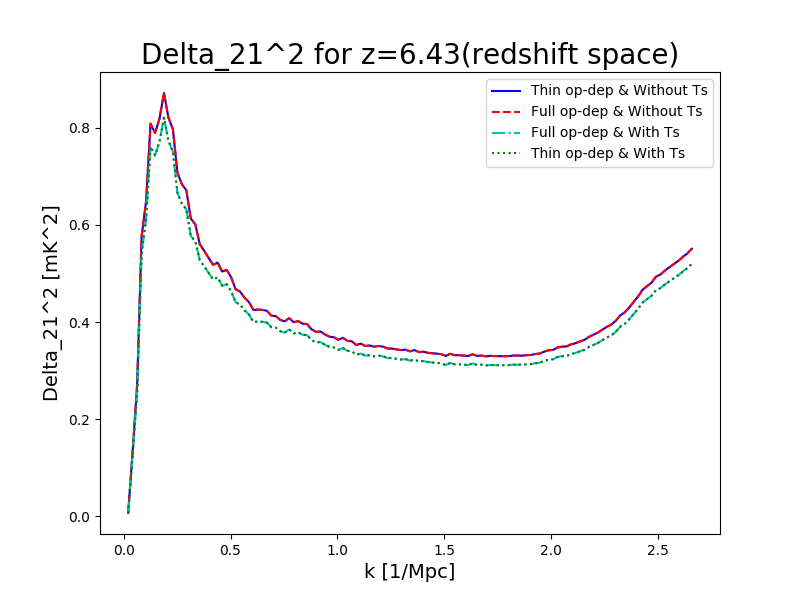 Delta_21^2 for z=6.43(redshift space)
Thin op-dep & Without Ts
Full op-dep & Without Ts
Full op-dep & With Ts
Thin op-dep & With Ts
Delta_21^2 [mK^2]
0.8
0.6
0.4
0.2
0.0
0.0 0.5 1.0 1.5 2.0 2.5
k [1/Mpc]